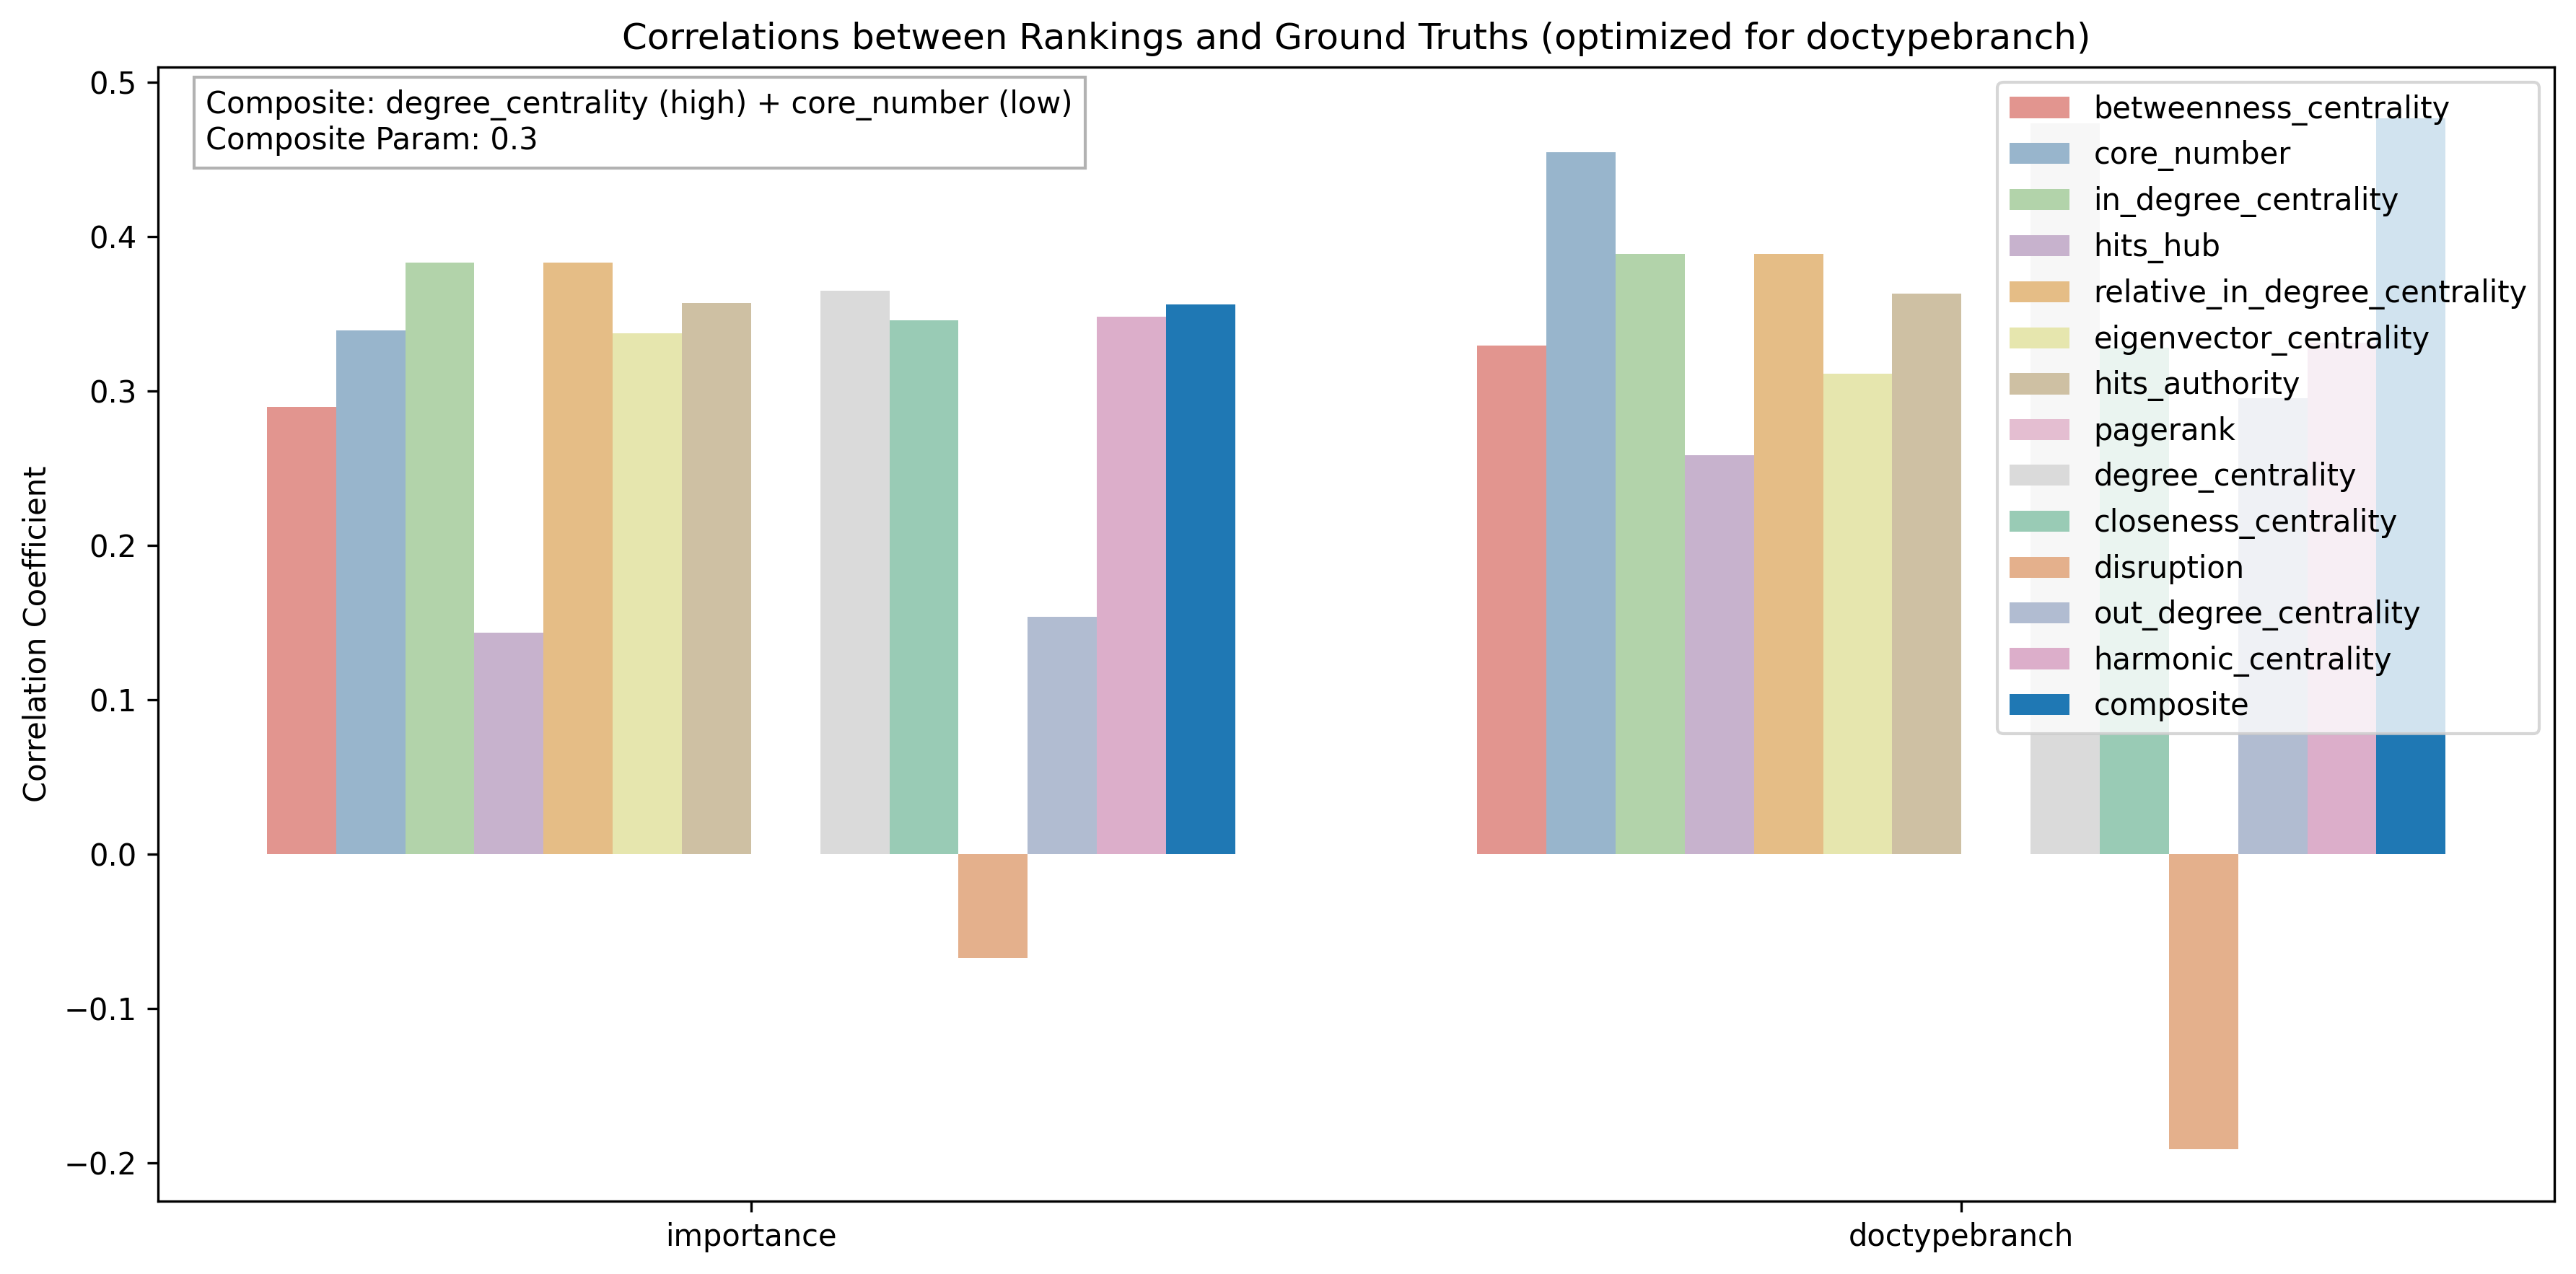 Correlations between Rankings and Ground Truths (optimized for doctypebranch)
Composite: degree_centrality (high) + core_number (low)
Composite Param: 0.3
betweenness_centrality
core_number
in_degree_centrality
hits_hub
relative_in_degree_centrality
eigenvector_centrality
hits_authority
pagerank
degree_centrality
closeness_centrality
disruption
out_degree_centrality
harmonic_centrality
composite
Correlation Coefficient
0.5
0.4
0.3
0.2
0.1
0.0
−0.1
−0.2
importance
doctypebranch